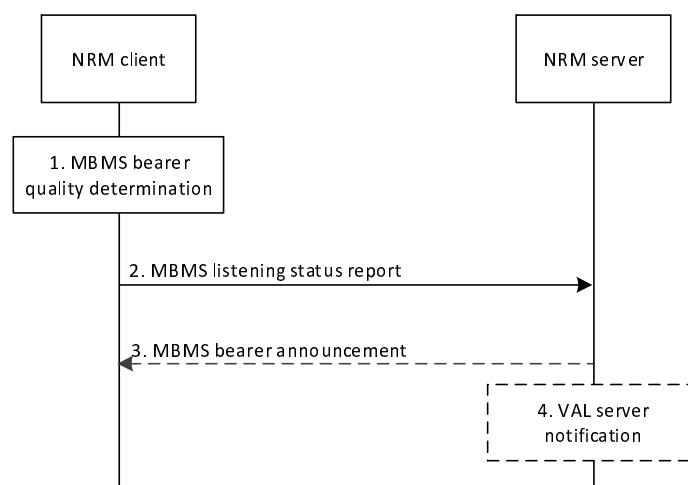 NRM client
NRM server
1. MBMS bearer
quality determination
2. MBMS listening status report
3. MBMS bearer announcement
4. VAL server
notification